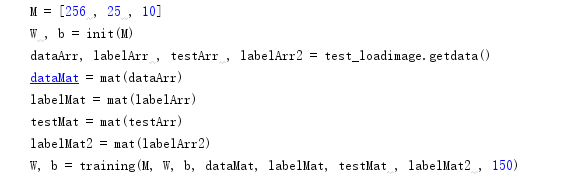 M = [256, 25, 10]
W, b = init(M)
dataArr, labelArr, testArr, labelArr2 = test_loadimage.getdata()
dataMat = mat(dataArr)
labelMat = mat(labelArr)
testMat = mat(testArr)
labelMat2 = mat(labelArr2)
W, b = training(M, W, b, dataMat, labelMat, testMat, labelMat2, 150)